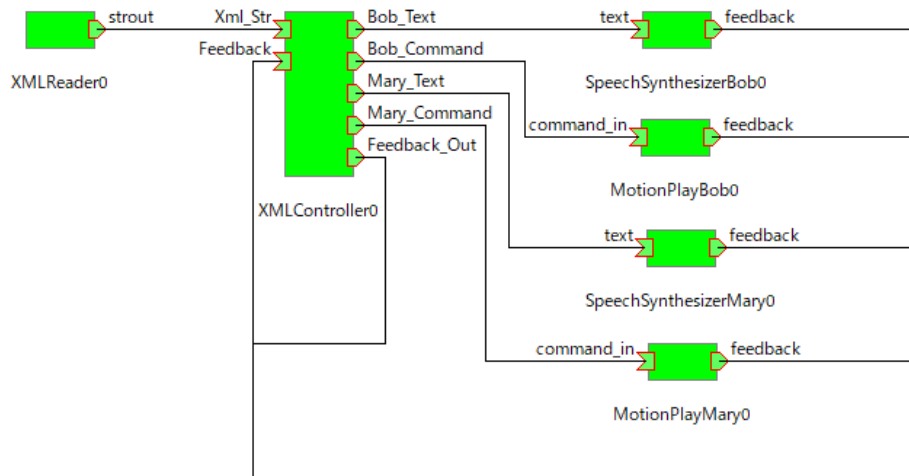 strout
XMLReader0
Xml_Str
Feedback
Bob_Text
Bob_Command
Mary_Text
Mary_Command
Feedback_Out
XMLController0
text
feedback
SpeechSynthesizerBob0
command_in
feedback
MotionPlayBob0
text
feedback
SpeechSynthesizerMary0
command_in
feedback
MotionPlayMary0